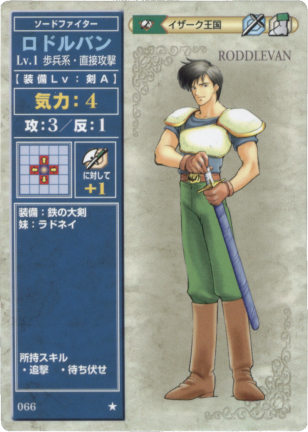 ソードファイター
ロドルバン
Lv.1 歩兵系・直接攻撃
【装備Lv:剣A】
気力:4
攻:3/反:1
に対して
+1
装備:鉄の大剣
妹:ラドネイ
所持スキル
・追撃 ・待ち伏せ
066 ★
イザーク王国
RODDLEVAN